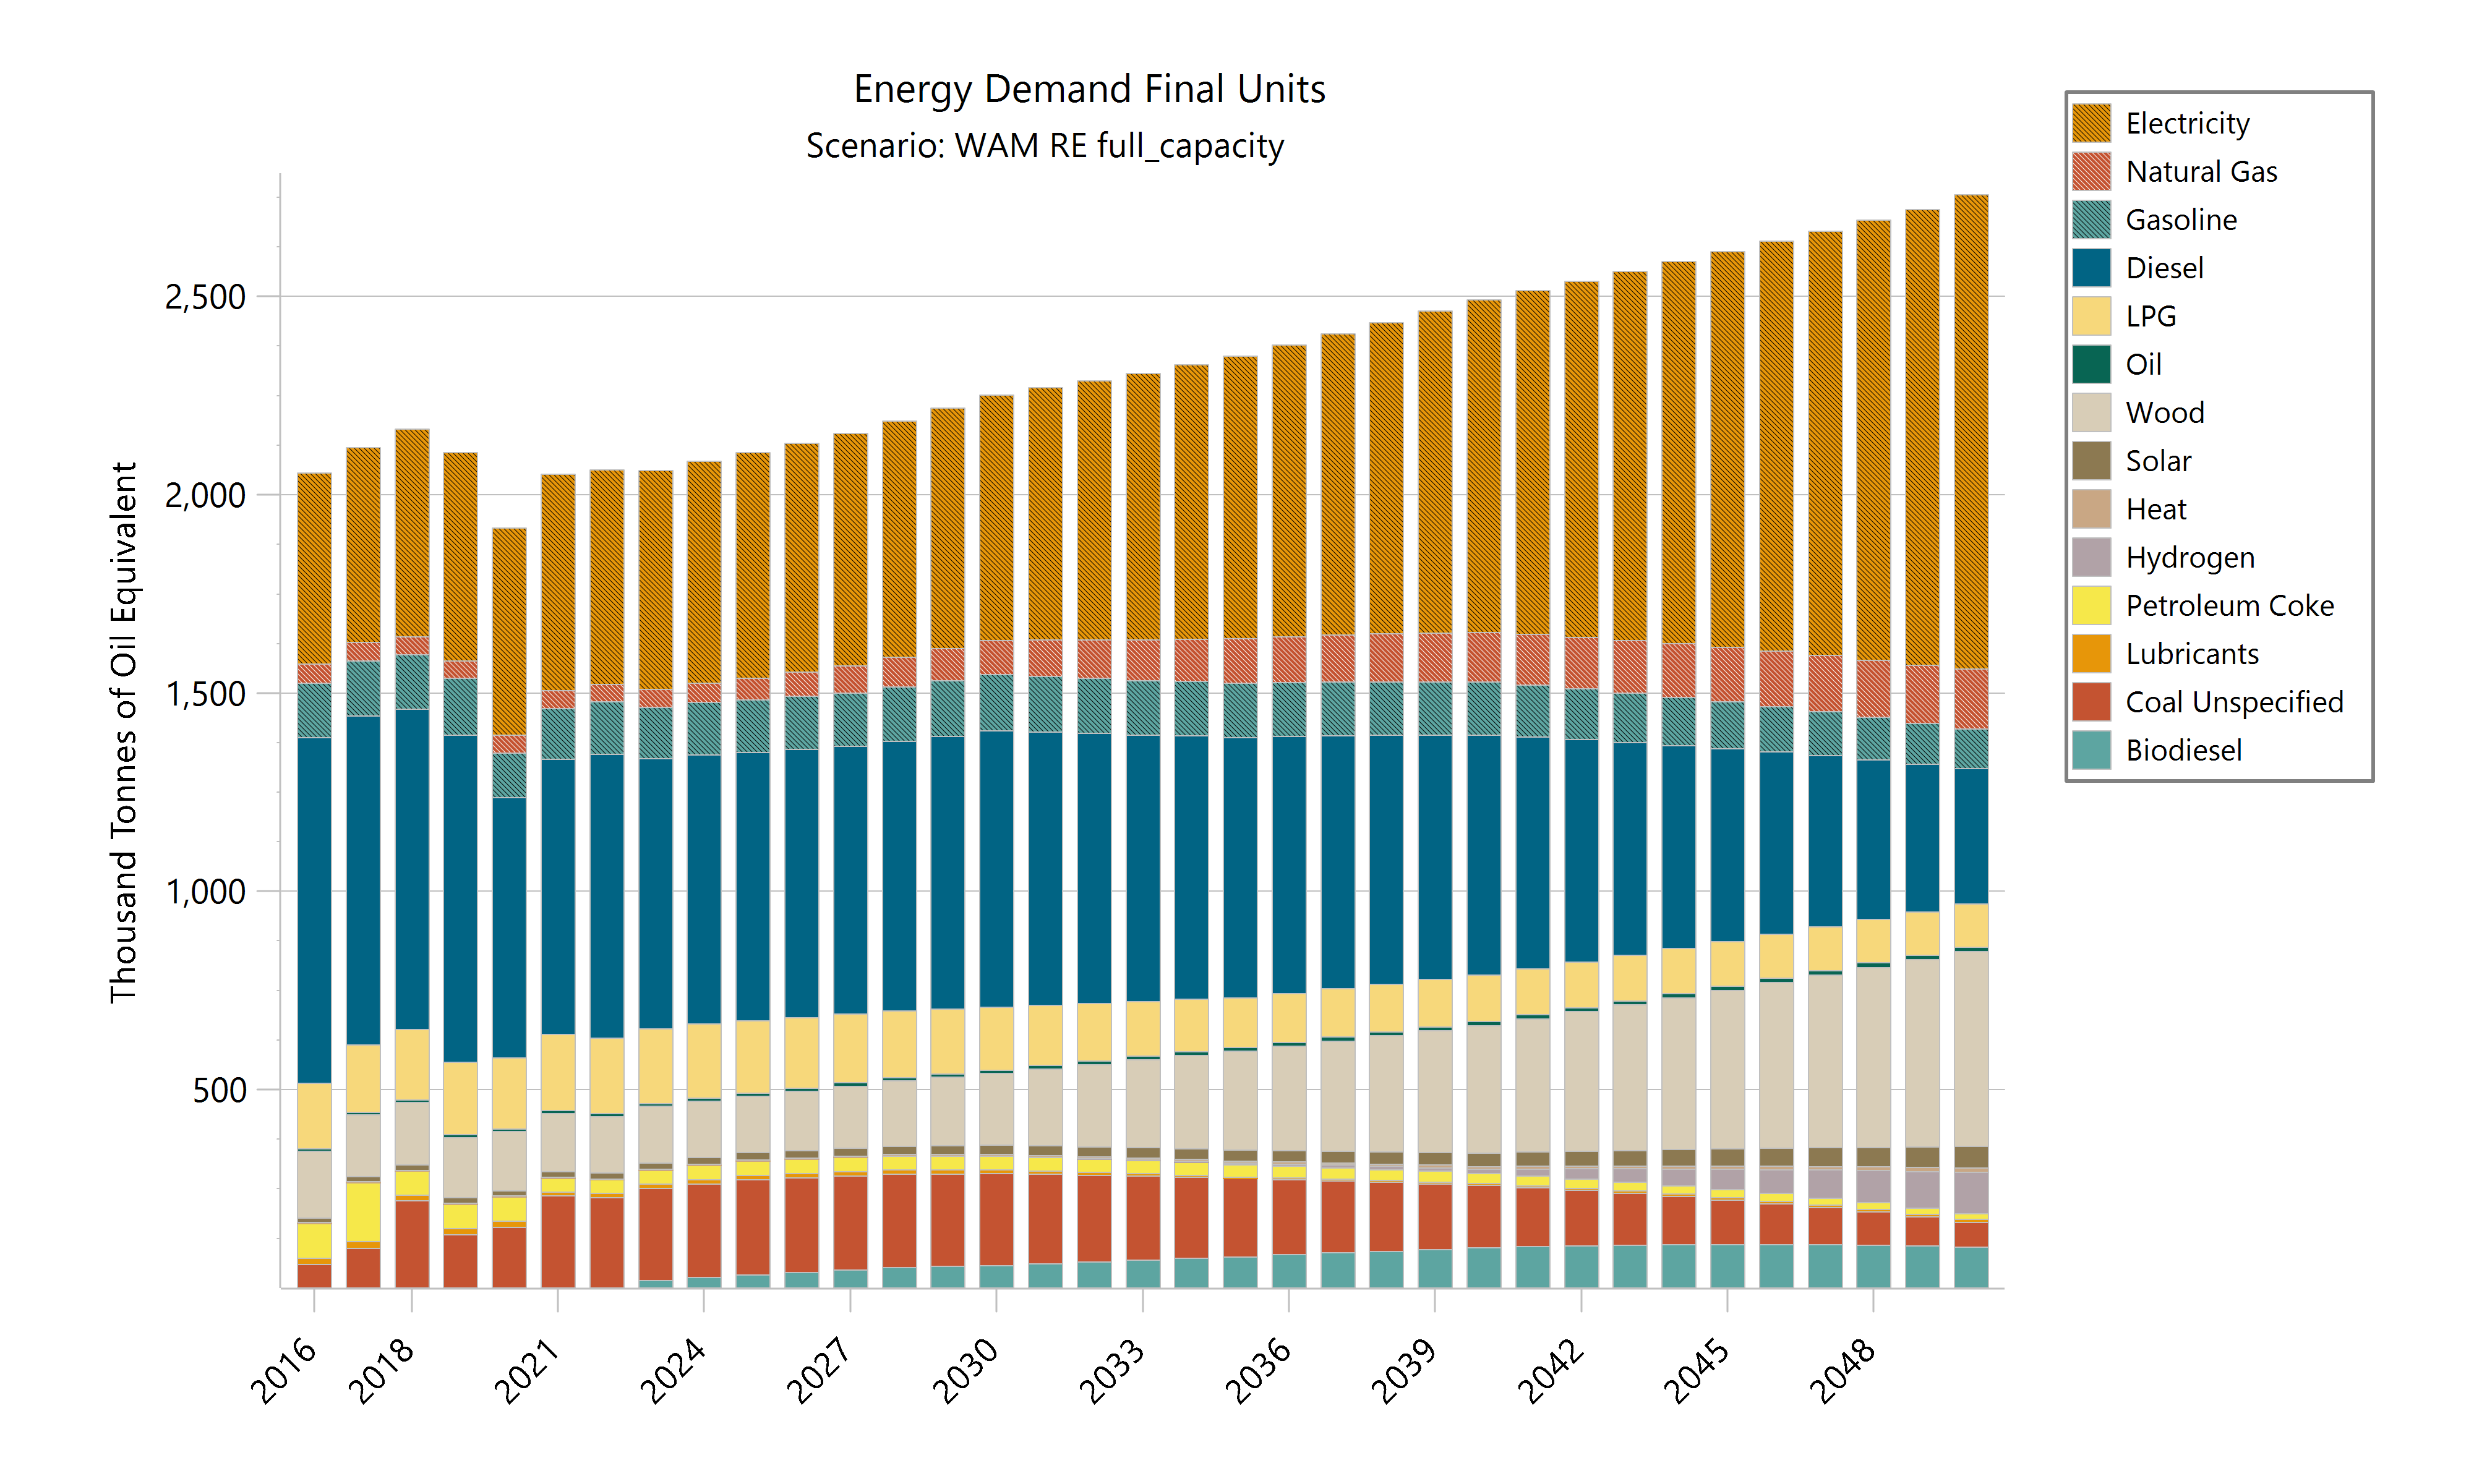 Energy Demand Final Units
Scenario: WAM RE full_capacity
Thousand Tonnes of Oil Equivalent
2,500
2,000
1,500
1,000
500
2016
2018
2021
2024
2027
2030
2033
2036
2039
2042
2045
2048
Electricity
Natural Gas
Gasoline
Diesel
LPG
Oil
Wood
Solar
Heat
Hydrogen
Petroleum Coke
Lubricants
Coal Unspecified
Biodiesel